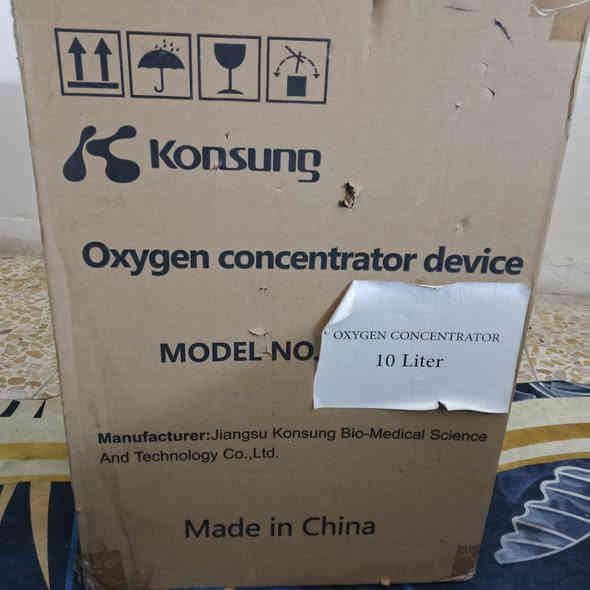 Konsung
Oxygen concentrator device
MODEL NO.
OXYGEN CONCENTRATOR
10 Liter
Manufacturer:Jiangsu Konsung Bio-Medical Science
And Technology Co.,Ltd.
Made in China